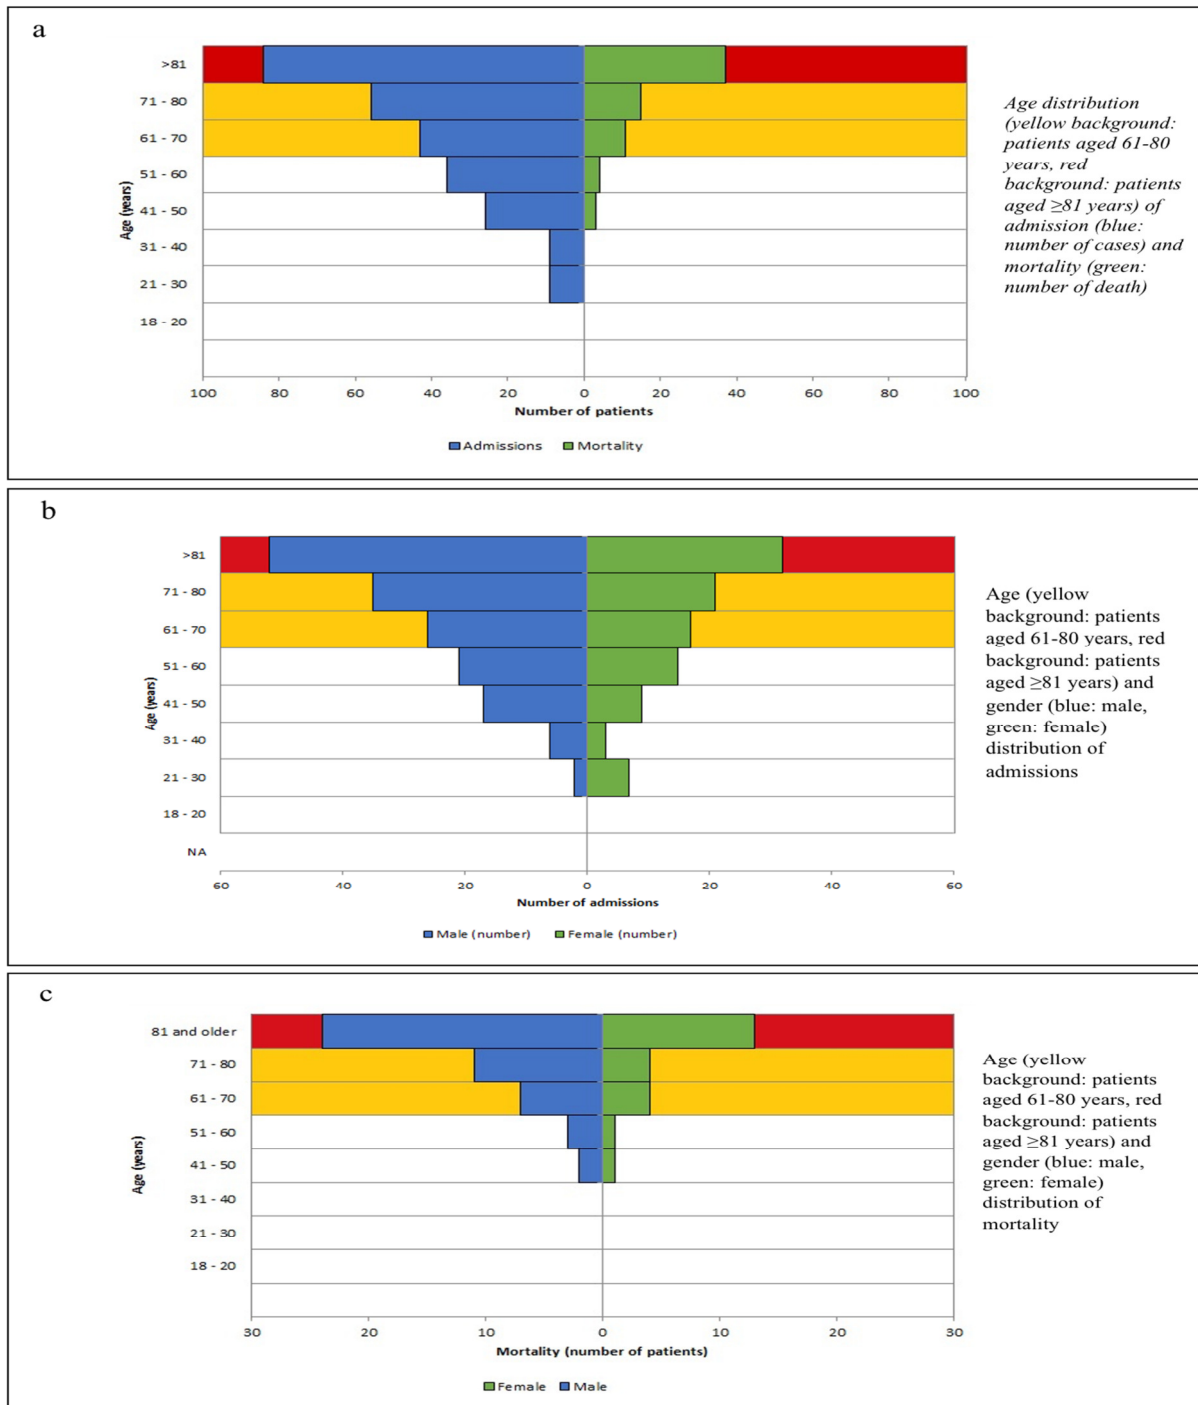 a
>81
71 - 80
61 - 70
51 - 60
41 - 50
31 - 40
21 - 30
18 - 20
Age (years)
100 80 60 40 20 0 20 40 60 80 100
Number of patients
Admissions Mortality
Age distribution
(yellow background:
patients aged 61-80
years, red
background: patients
aged ≥81 years) of
admission (blue:
number of cases) and
mortality (green:
number of death)
b
>81
71 - 80
61 - 70
51 - 60
41 - 50
31 - 40
21 - 30
18 - 20
NA
Age (years)
60 40 20 0 20 40 60
Number of admissions
Male (number) Female (number)
Age (yellow
background: patients
aged 61-80 years, red
background: patients
aged ≥81 years) and
gender (blue: male,
green: female)
distribution of
admissions
c
81 and older
71 - 80
61 - 70
51 - 60
41 - 50
31 - 40
21 - 30
18 - 20
Age (years)
30 20 10 0 10 20 30
Mortality (number of patients)
Female Male
Age (yellow
background: patients
aged 61-80 years, red
background: patients
aged ≥81 years) and
gender (blue: male,
green: female)
distribution of
mortality